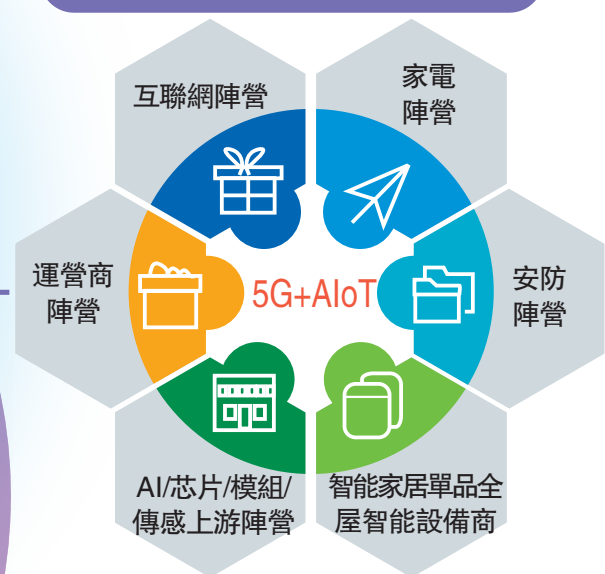 互聯網陣營
家電
陣營
運營商
陣營
5G+AIoT
安防
陣營
AI/芯片/模組/
傳感上游陣營
智能家居單品全
屋智能設備商